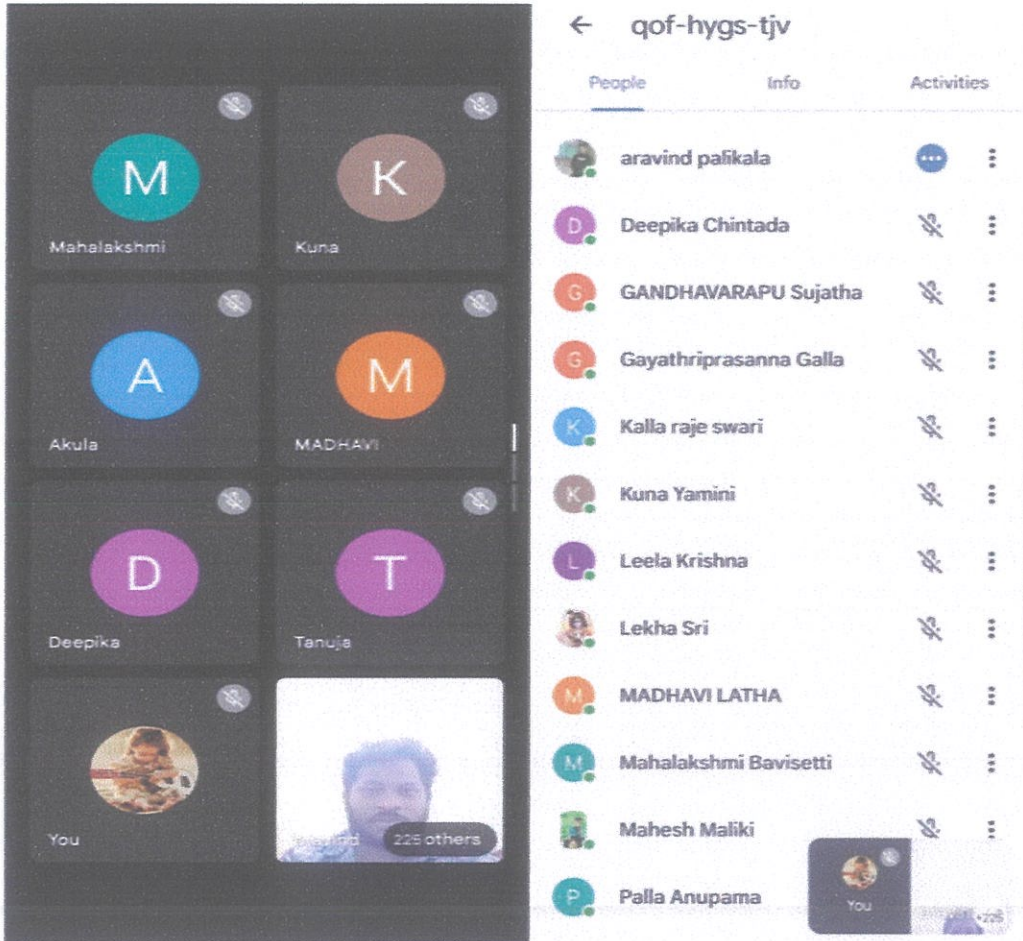 M
Mahalakshmi
K
Kuna
A
Akula
M
MADHAVI
D
Deepika
T
Tanuja
You
225 others
qof-hygs-tjv
People
Info
Activities
aravind palikala
D
Deepika Chintada
G
GANDHAVARAPU Sujatha
G
Gayathriprasanna Galla
K
Kalla raje swari
K
Kuna Yamini
L
Leela Krishna
Lekha Sri
M
MADHAVI LATHA
M
Mahalakshmi Bavisetti
Mahesh Maliki
P
Palla Anupama
You
+225